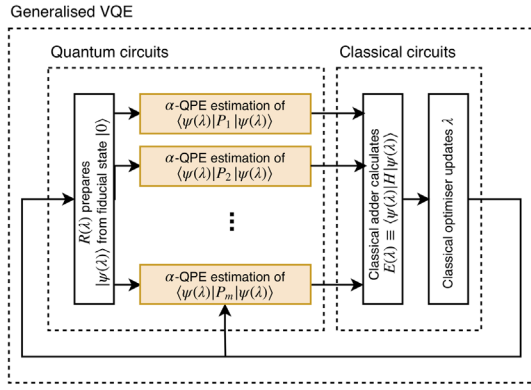 Generalised VQE
Quantum circuits
Classical circuits
R(λ) prepares
|ψ(λ)⟩ from fiducial state |0⟩
α-QPE estimation of
⟨ψ(λ)|P₁|ψ(λ)⟩
α-QPE estimation of
⟨ψ(λ)|P₂|ψ(λ)⟩
...
α-QPE estimation of
⟨ψ(λ)|Pₘ|ψ(λ)⟩
Classical adder calculates
E(λ) ≡ ⟨ψ(λ)|H|ψ(λ)⟩
Classical optimiser updates λ